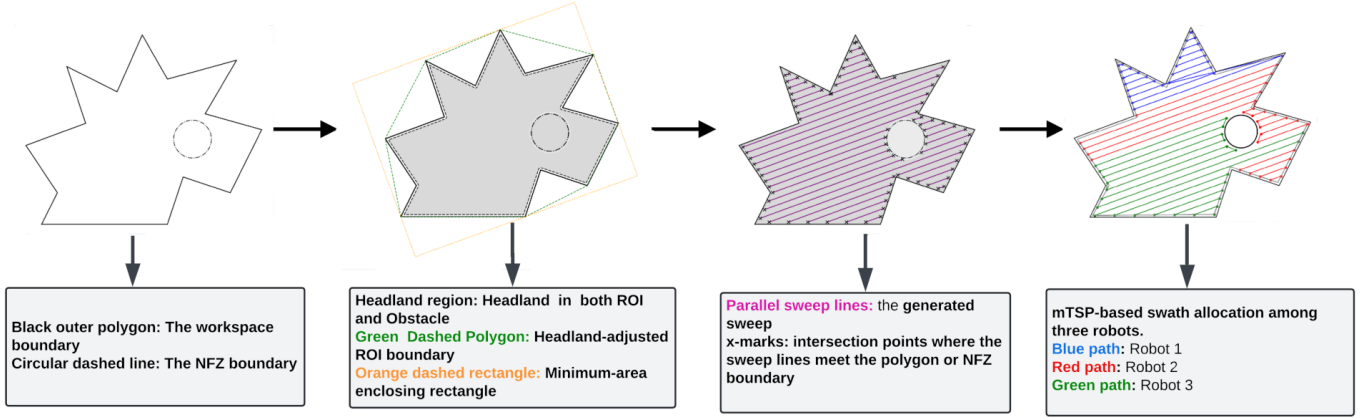 Black outer polygon: The workspace
boundary
Circular dashed line: The NFZ boundary
Headland region: Headland in both ROI
and Obstacle
Green Dashed Polygon: Headland-adjusted
ROI boundary
Orange dashed rectangle: Minimum-area
enclosing rectangle
Parallel sweep lines: the generated
sweep
x-marks: intersection points where the
sweep lines meet the polygon or NFZ
boundary
mTSP-based swath allocation among
three robots.
Blue path: Robot 1
Red path: Robot 2
Green path: Robot 3